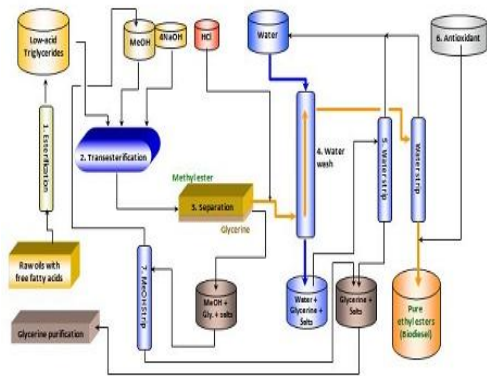 Low-acid
Triglycerides
MeOH
4NaOH
HCl
Water
6. Antioxidant
1. Esterification
2. Transesterification
Methylester
3. Separation
Glycerine
4. Water
wash
5. Water strip
Water strip
Raw oils with
free fatty acids
7. MeOH Strip
MeOH +
Gly. + salts
Water +
Glycerine +
Salts
Glycerine +
Salts
Pure
ethylesters
(Biodiesel)
Glycerine purification